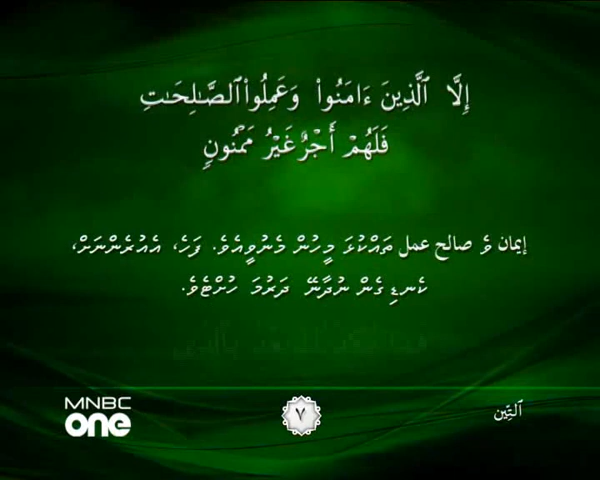 إِلَّا ٱلَّذِينَ ءَامَنُوا۟ وَعَمِلُوا۟ ٱلصَّـٰلِحَـٰتِ
فَلَهُمْ أَجْرٌ غَيْرُ مَمْنُونٍ
إيمان ވެ صالح عمل ތައްކުޅަ މީހުން މެނުވީއެވެ. ފަހެ، އެއުރެންނަށް،
ކެނޑިގެން ނުދާނޭ ދަރުމަ ހުށްޓެވެ.
MNBC
one
٧
ٱلتِّين